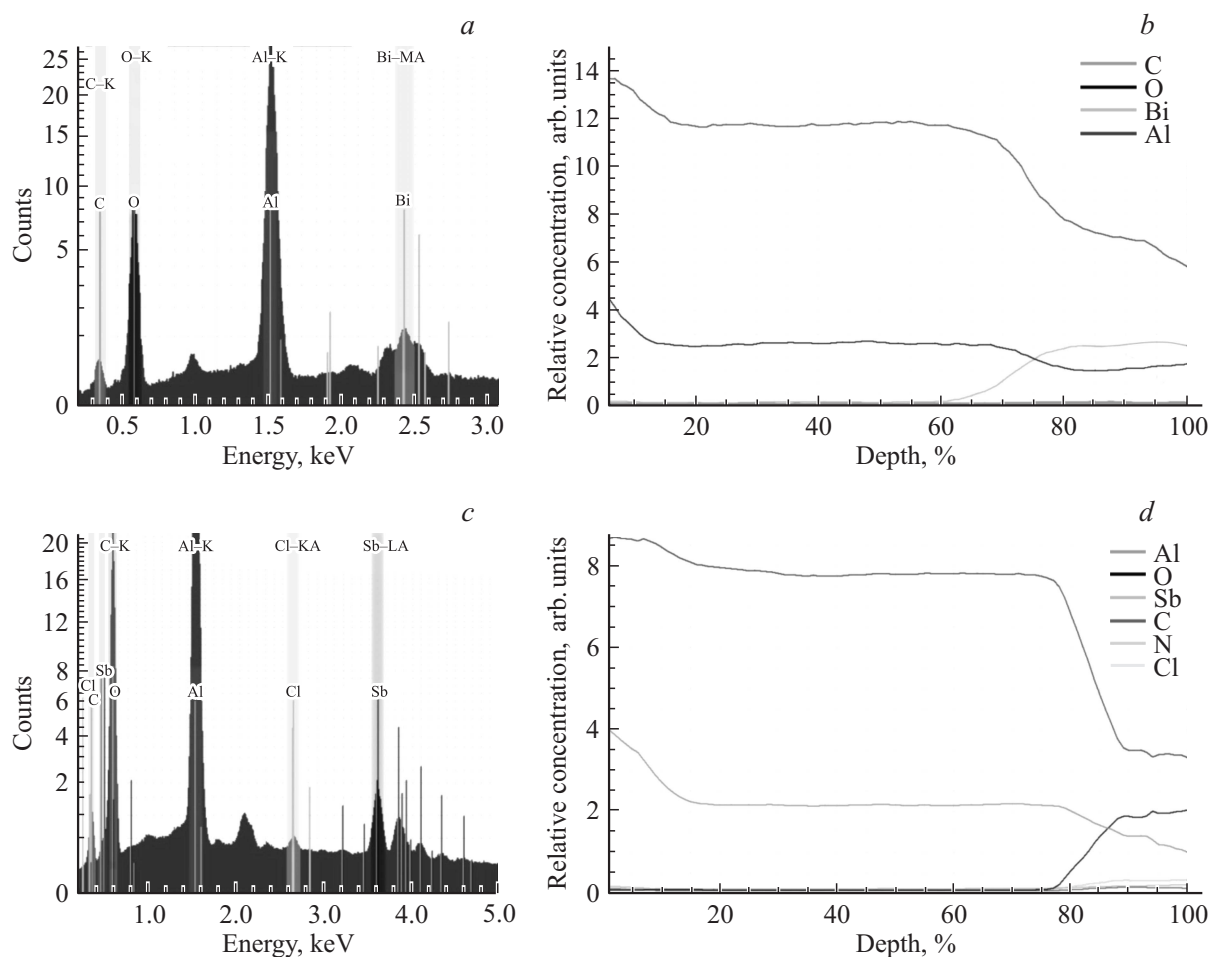 a
25
20
15
10
5
0
Counts
C–K
O–K
Al–K
Bi–MA
C
O
Al
Bi
0.5 1.0 1.5 2.0 2.5 3.0
Energy, keV
b
14
12
10
8
6
4
2
0
Relative concentration, arb. units
C
O
Bi
Al
20 40 60 80 100
Depth, %
c
20
16
12
8
6
4
2
0
Counts
C–K
Al–K
Cl–KA
Sb–LA
Sb
Cl
C
O
Al
Cl
Sb
1.0 2.0 3.0 4.0 5.0
Energy, keV
d
8
6
4
2
0
Relative concentration, arb. units
Al
O
Sb
C
N
Cl
20 40 60 80 100
Depth, %